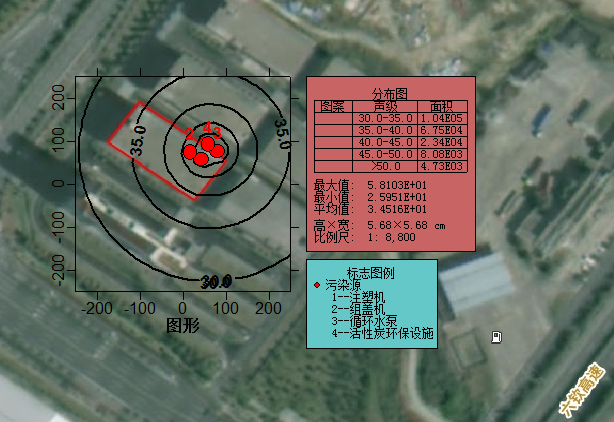 分布图
图案 声级 面积
30.0-35.0 1.04E05
35.0-40.0 6.75E04
40.0-45.0 2.34E04
45.0-50.0 8.08E03
>50.0 4.73E03
最大值: 5.8103E+01
最小值: 2.5951E+01
平均值: 3.4516E+01
高×宽: 5.68×5.68 cm
比例尺: 1: 8,800
标志图例
污染源
1--注塑机
2--组盖机
3--循环水泵
4--活性炭环保设施
200
100
0
-100
-200
35.0
35.0
30.0
2
4
3
-200 -100 0 100 200
图形
六钦高速